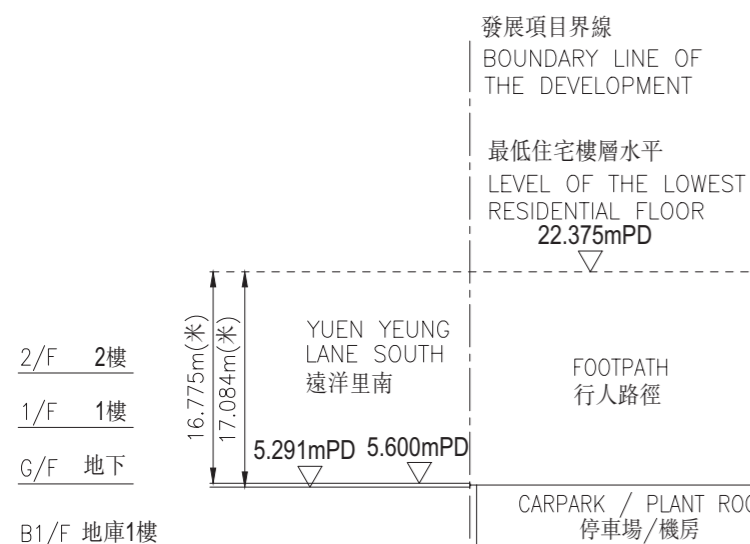 發展項目界線
BOUNDARY LINE OF
THE DEVELOPMENT
最低住宅樓層水平
LEVEL OF THE LOWEST
RESIDENTIAL FLOOR
22.375mPD
16.775m(米)
17.084m(米)
YUEN YEUNG
LANE SOUTH
遠洋里南
FOOTPATH
行人路徑
2/F 2樓
1/F 1樓
G/F 地下
B1/F 地庫1樓
5.291mPD 5.600mPD
CARPARK / PLANT ROO
停車場/機房